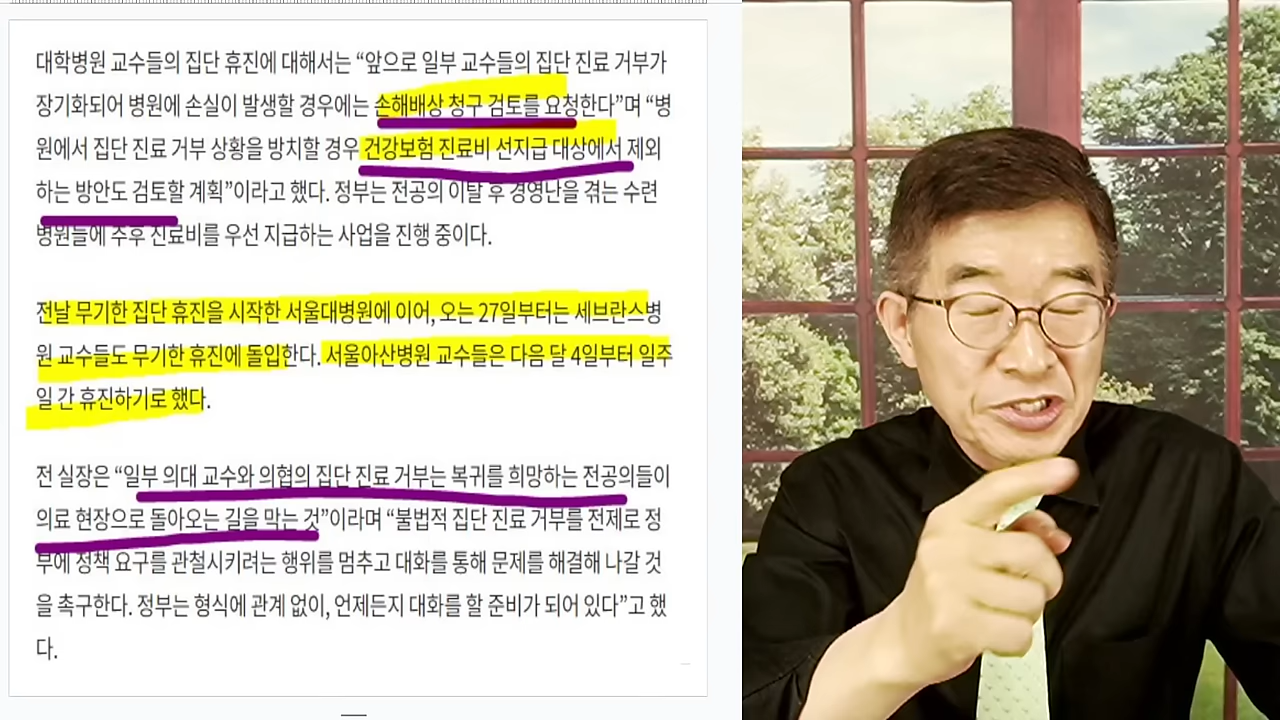 대학병원 교수들의 집단 휴진에 대해서는 “앞으로 일부 교수들의 집단 진료 거부가
장기화되어 병원에 손실이 발생할 경우에는 손해배상 청구 검토를 요청한다”며 “병
원에서 집단 진료 거부 상황을 방치할 경우 건강보험 진료비 선지급 대상에서 제외
하는 방안도 검토할 계획”이라고 했다. 정부는 전공의 이탈 후 경영난을 겪는 수련
병원들에 추후 진료비를 우선 지급하는 사업을 진행 중이다.
전날 무기한 집단 휴진을 시작한 서울대병원에 이어, 오는 27일부터는 세브란스병
원 교수들도 무기한 휴진에 돌입한다. 서울아산병원 교수들은 다음 달 4일부터 일주
일 간 휴진하기로 했다.
전 실장은 “일부 의대 교수와 의협의 집단 진료 거부는 복귀를 희망하는 전공의들이
의료 현장으로 돌아오는 길을 막는 것”이라며 “불법적 집단 진료 거부를 전제로 정
부에 정책 요구를 관철시키려는 행위를 멈추고 대화를 통해 문제를 해결해 나갈 것
을 촉구한다. 정부는 형식에 관계 없이, 언제든지 대화를 할 준비가 되어 있다”고 했
다.